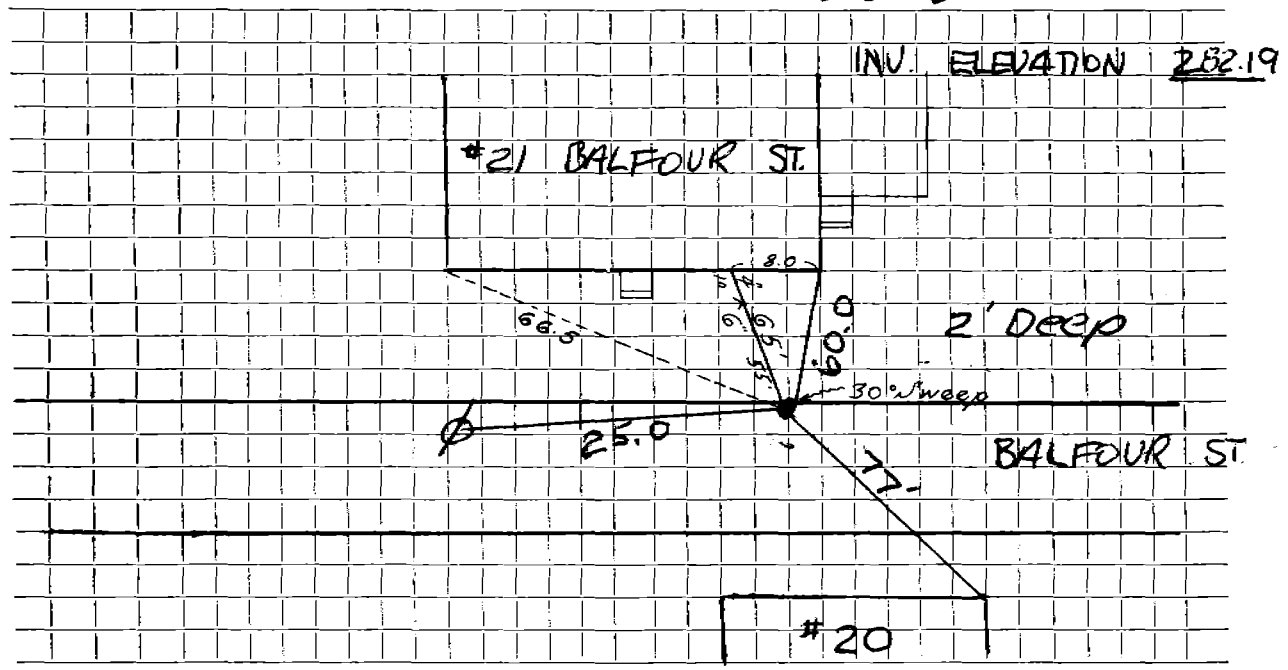 INV. ELEVATION 282.19
#21 BALFOUR ST.
8.0
66.5
60.0
2' Deep
30° Sweep
25.0
BALFOUR ST
77'
#20